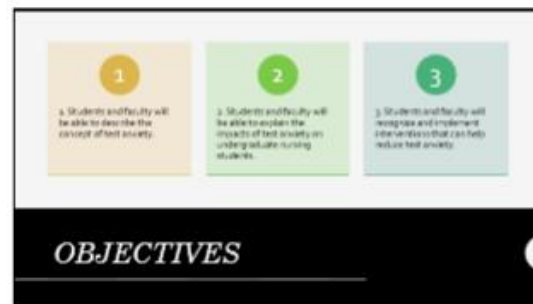 1
1. Students and faculty will
be able to describe the
concept of test anxiety.
2
2. Students and faculty will
be able to explain the
impacts of test anxiety on
undergraduate nursing
students.
3
3. Students and faculty will
recognize and implement
interventions that can help
reduce test anxiety.
OBJECTIVES